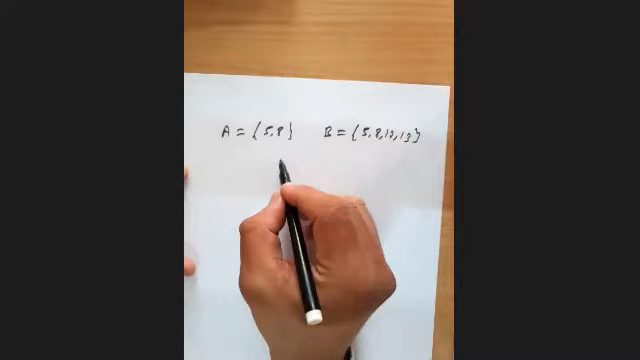 A = {5,8} B = {5,8,12,13}